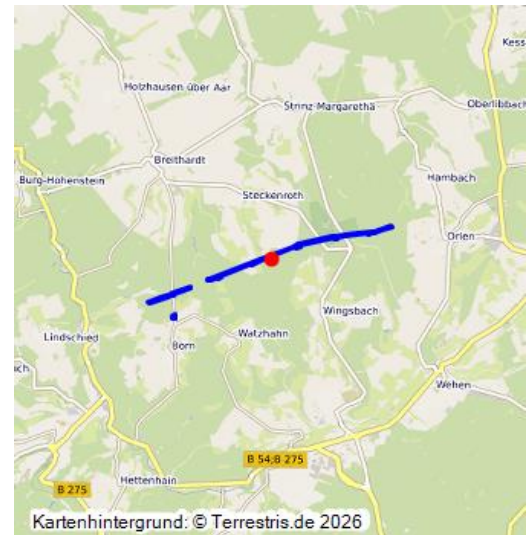 Kess
Holzhausen über Aar
Strinz-Margarethä
Oberlibbach
Breithardt
Burg-Hohenstein
Hambach
Steckenroth
Orlen
Wingsbach
Lindschied
Watzhahn
Born
Wehen
B 54;B 275
Hettenhain
B 275
Kartenhintergrund: © Terrestris.de 2026